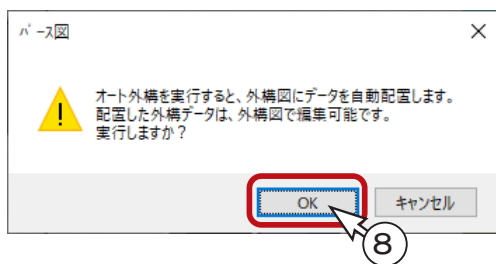 パース図
オート外構を実行すると、外構図にデータを自動配置します。
配置した外構データは、外構図で編集可能です。
実行しますか？
OK
キャンセル
8